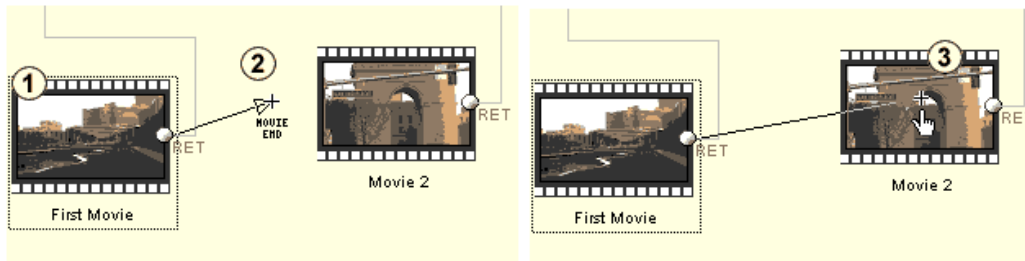 1
2
MOVIE
END
RET
First Movie
RET
Movie 2
3
RET
First Movie
RE
Movie 2